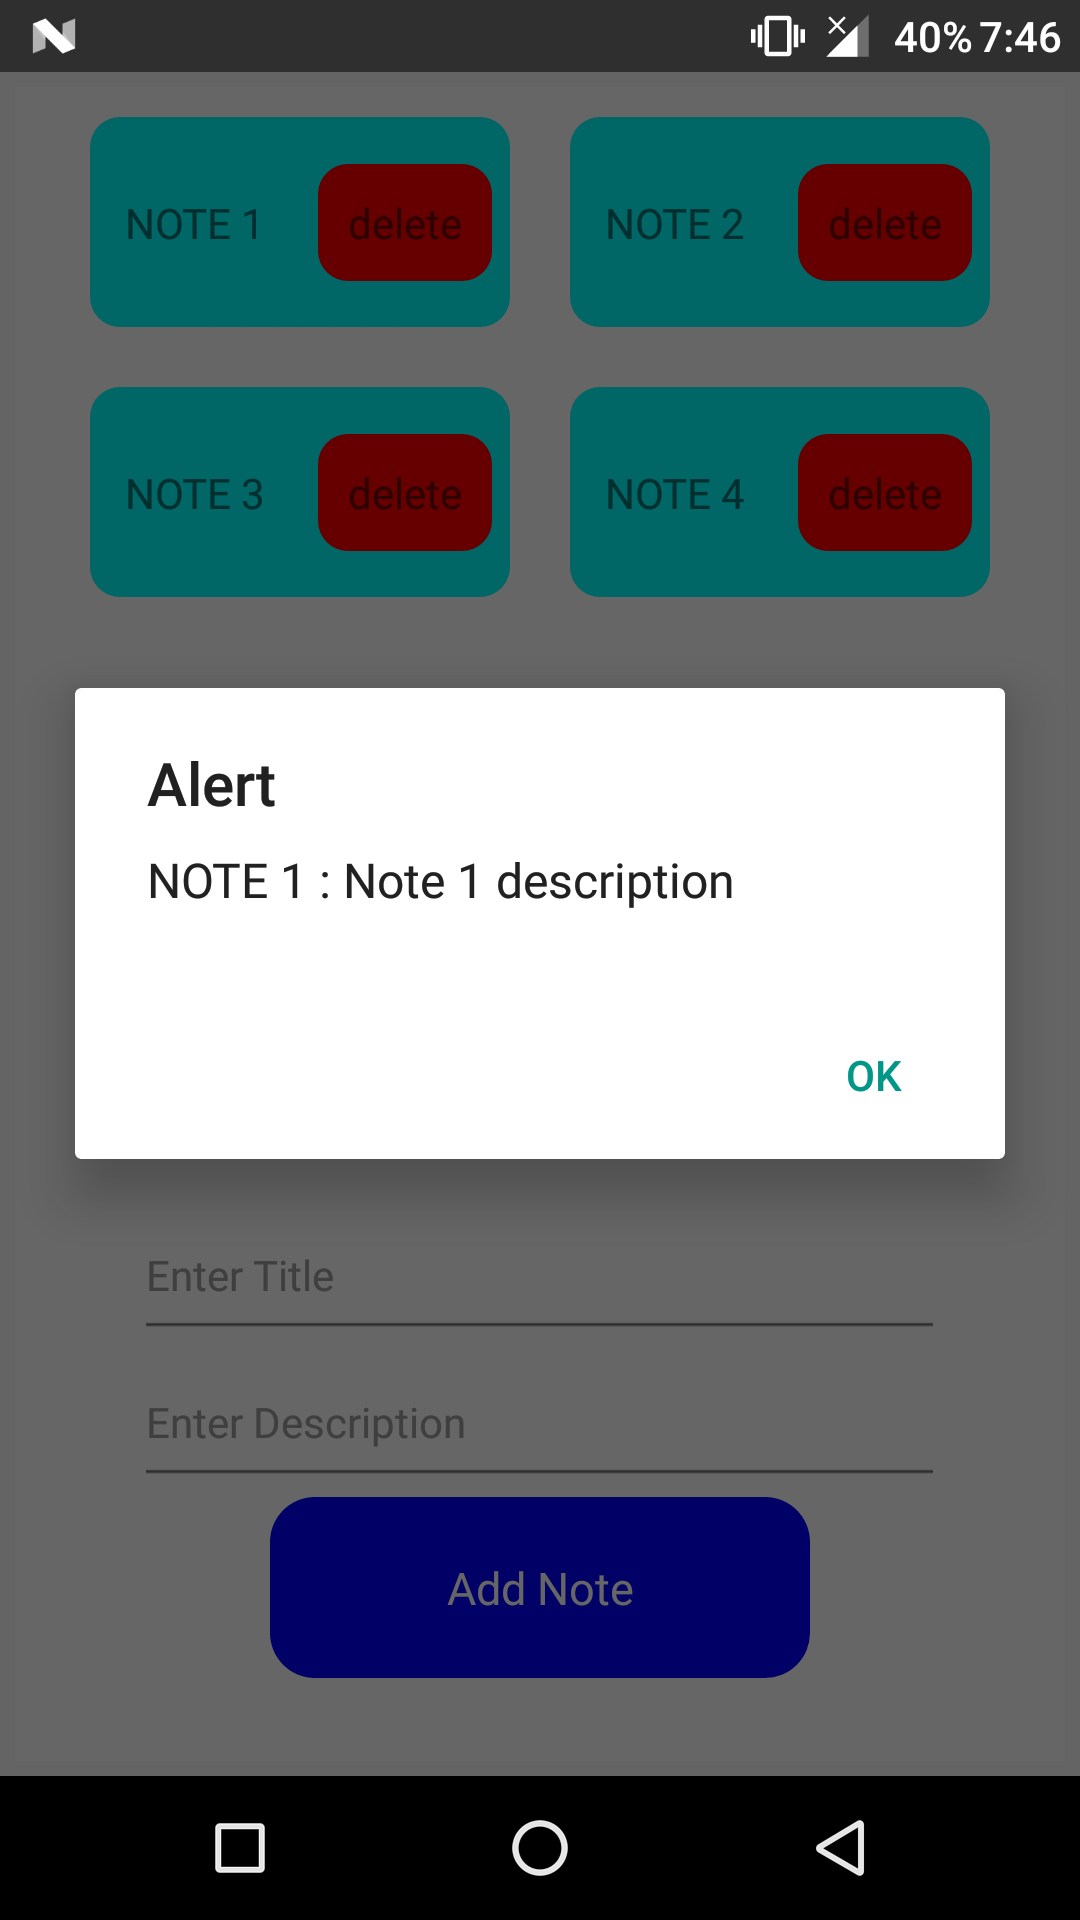 40% 7:46
NOTE 1 delete NOTE 2 delete
NOTE 3 delete NOTE 4 delete
Alert
NOTE 1 : Note 1 description
OK
Enter Title
Enter Description
Add Note